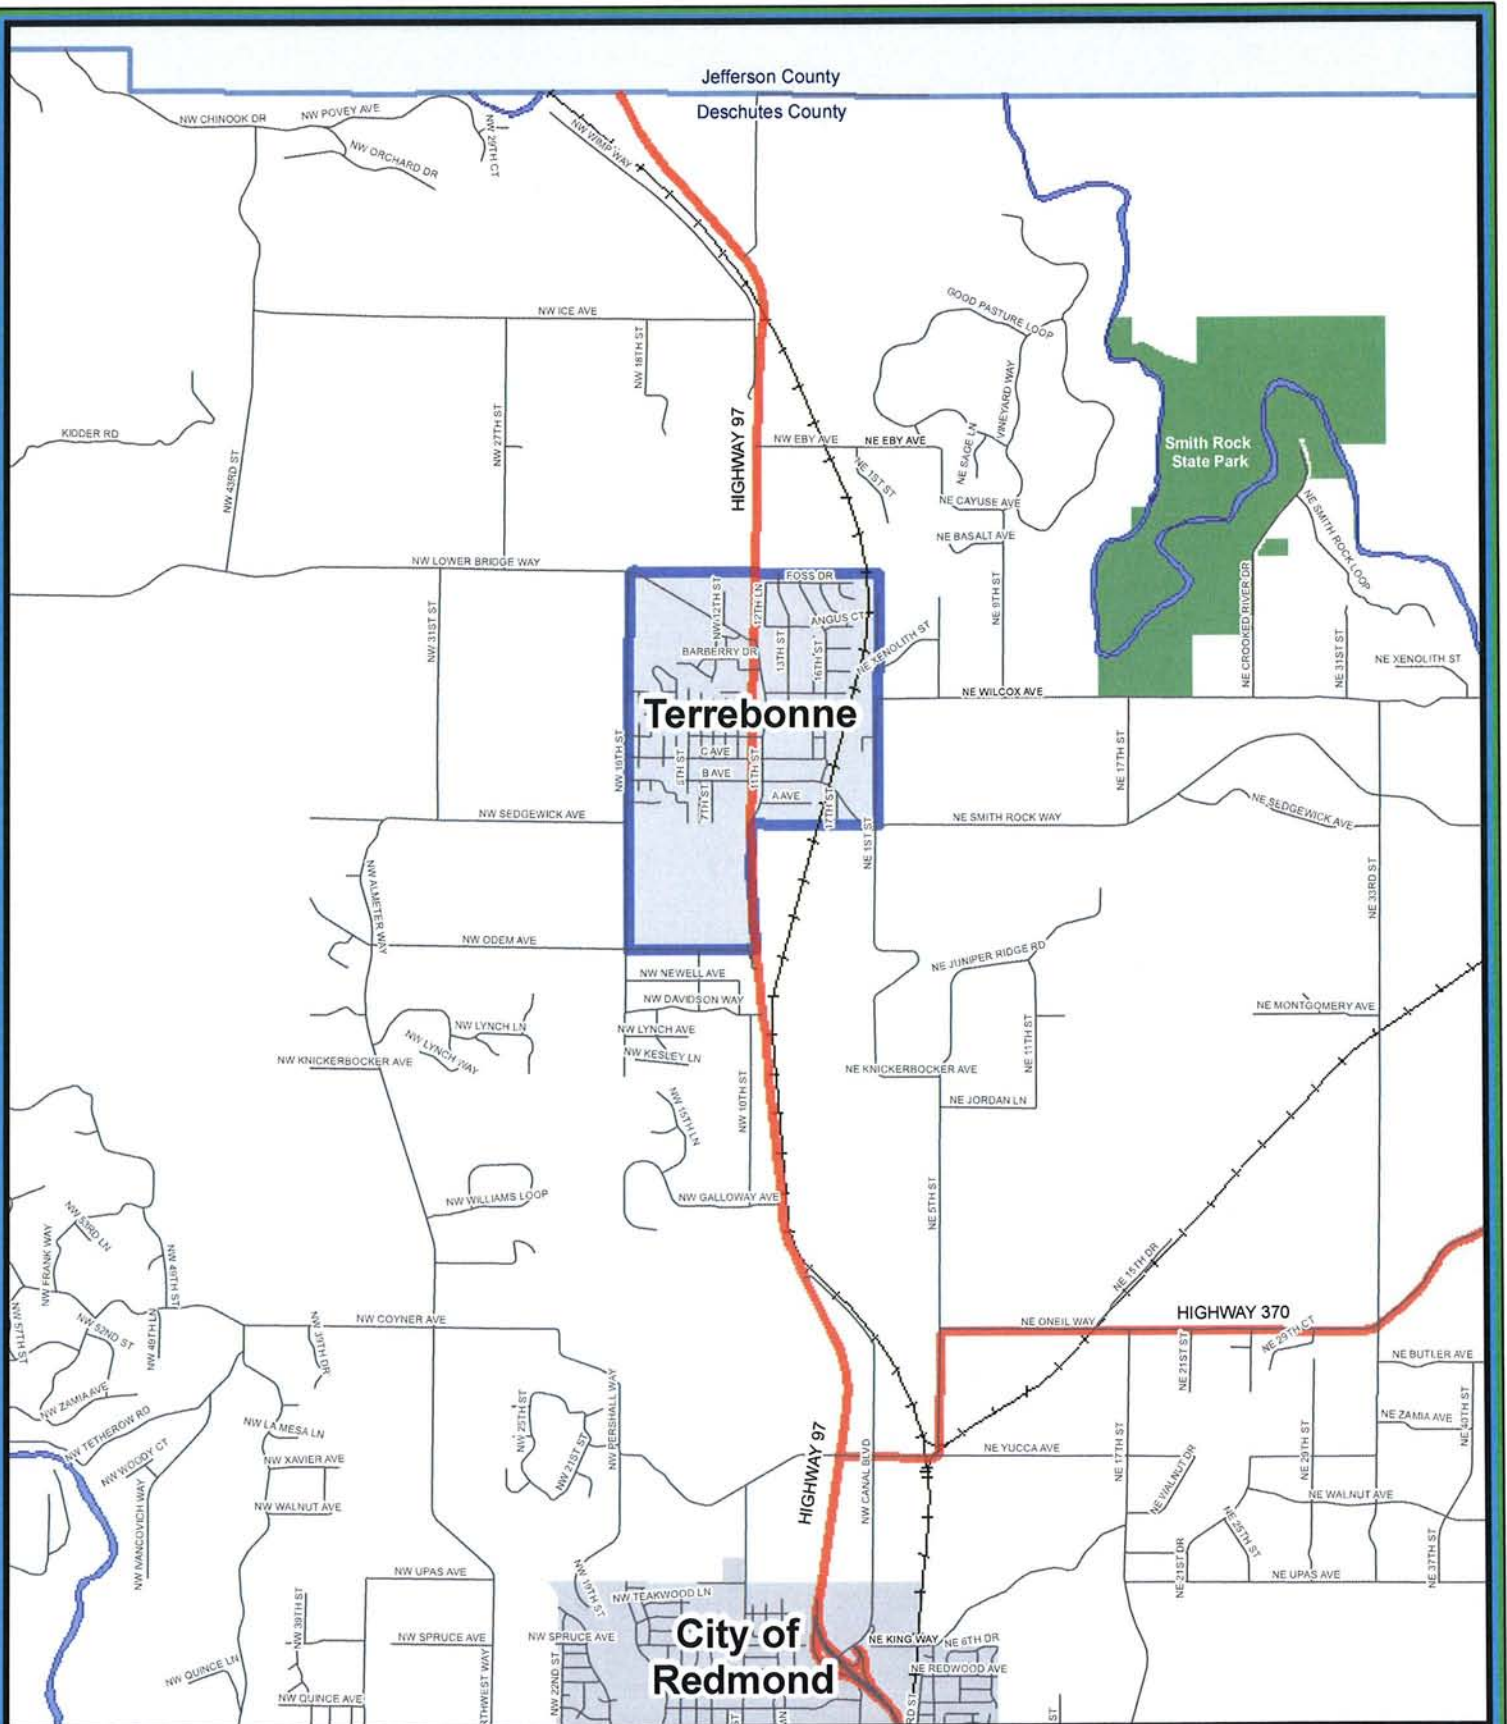 Jefferson County
Deschutes County
NW CHINOOK DR
NW POVEY AVE
NW ORCHARD DR
NW 29TH CT
NW WIMP WAY
NW ICE AVE
NW 18TH ST
NW 27TH ST
KIDDER RD
NW 43RD ST
HIGHWAY 97
GOOD PASTURE LOOP
VINEYARD WAY
NW EBY AVE
NE EBY AVE
NE SAGE LN
NE 1ST ST
NE CAYUSE AVE
NE BASALT AVE
Smith Rock
State Park
NE SMITH ROCK LOOP
NW LOWER BRIDGE WAY
FOSS DR
NW 12TH ST
12TH LN
ANGUS CT
NW 31ST ST
NE 9TH ST
NE CROOKED RIVER DR
BARBERRY DR
13TH ST
16TH ST
NE XENOLITH ST
NE 31ST ST
NE XENOLITH ST
NE WILCOX AVE
Terrebonne
NW 19TH ST
C AVE
5TH ST
B AVE
11TH ST
7TH ST
A AVE
17TH ST
NE 17TH ST
NW SEDGEWICK AVE
NE SMITH ROCK WAY
NE SEDGEWICK AVE
NE 1ST ST
NE 33RD ST
NW ALMETER WAY
NW ODEM AVE
NE JUNIPER RIDGE RD
NW NEWELL AVE
NW DAVIDSON WAY
NE MONTGOMERY AVE
NW LYNCH LN
NW LYNCH WAY
NW LYNCH AVE
NW KESLEY LN
NE 11TH ST
NW KNICKERBOCKER AVE
NE KNICKERBOCKER AVE
NW 10TH ST
NE JORDAN LN
NW 15TH LN
NW WILLIAMS LOOP
NW GALLOWAY AVE
NE 5TH ST
NW 53RD LN
NW FRANK WAY
NW 49TH ST
NE 15TH DR
HIGHWAY 370
NE ONEIL WAY
NW 57TH ST
NW 52ND ST
NW 49TH LN
NW 39TH DR
NW COYNER AVE
NE 21ST ST
NE 29TH CT
NE BUTLER AVE
NW ZAMIA AVE
NW TETHEROW RD
NW LA MESA LN
NW 25TH ST
NW 21ST ST
NW PERSHALL WAY
NE ZAMIA AVE
NE 40TH ST
NW WOODY CT
NW XAVIER AVE
HIGHWAY 97
NW CANAL BLVD
NE YUCCA AVE
NE 17TH ST
NE WALNUT DR
NE 29TH ST
NW IVANCOVICH WAY
NW WALNUT AVE
NE WALNUT AVE
NE 25TH ST
NE 21ST DR
NE 37TH ST
NW UPAS AVE
NE UPAS AVE
NW 19TH ST
NW TEAKWOOD LN
NW 39TH ST
NW SPRUCE AVE
NW SPRUCE AVE
City of
Redmond
NE KING WAY
NE 6TH DR
NE REDWOOD AVE
NW QUINCE LN
NW QUINCE AVE
NW 22ND ST
ST
RD ST
ST